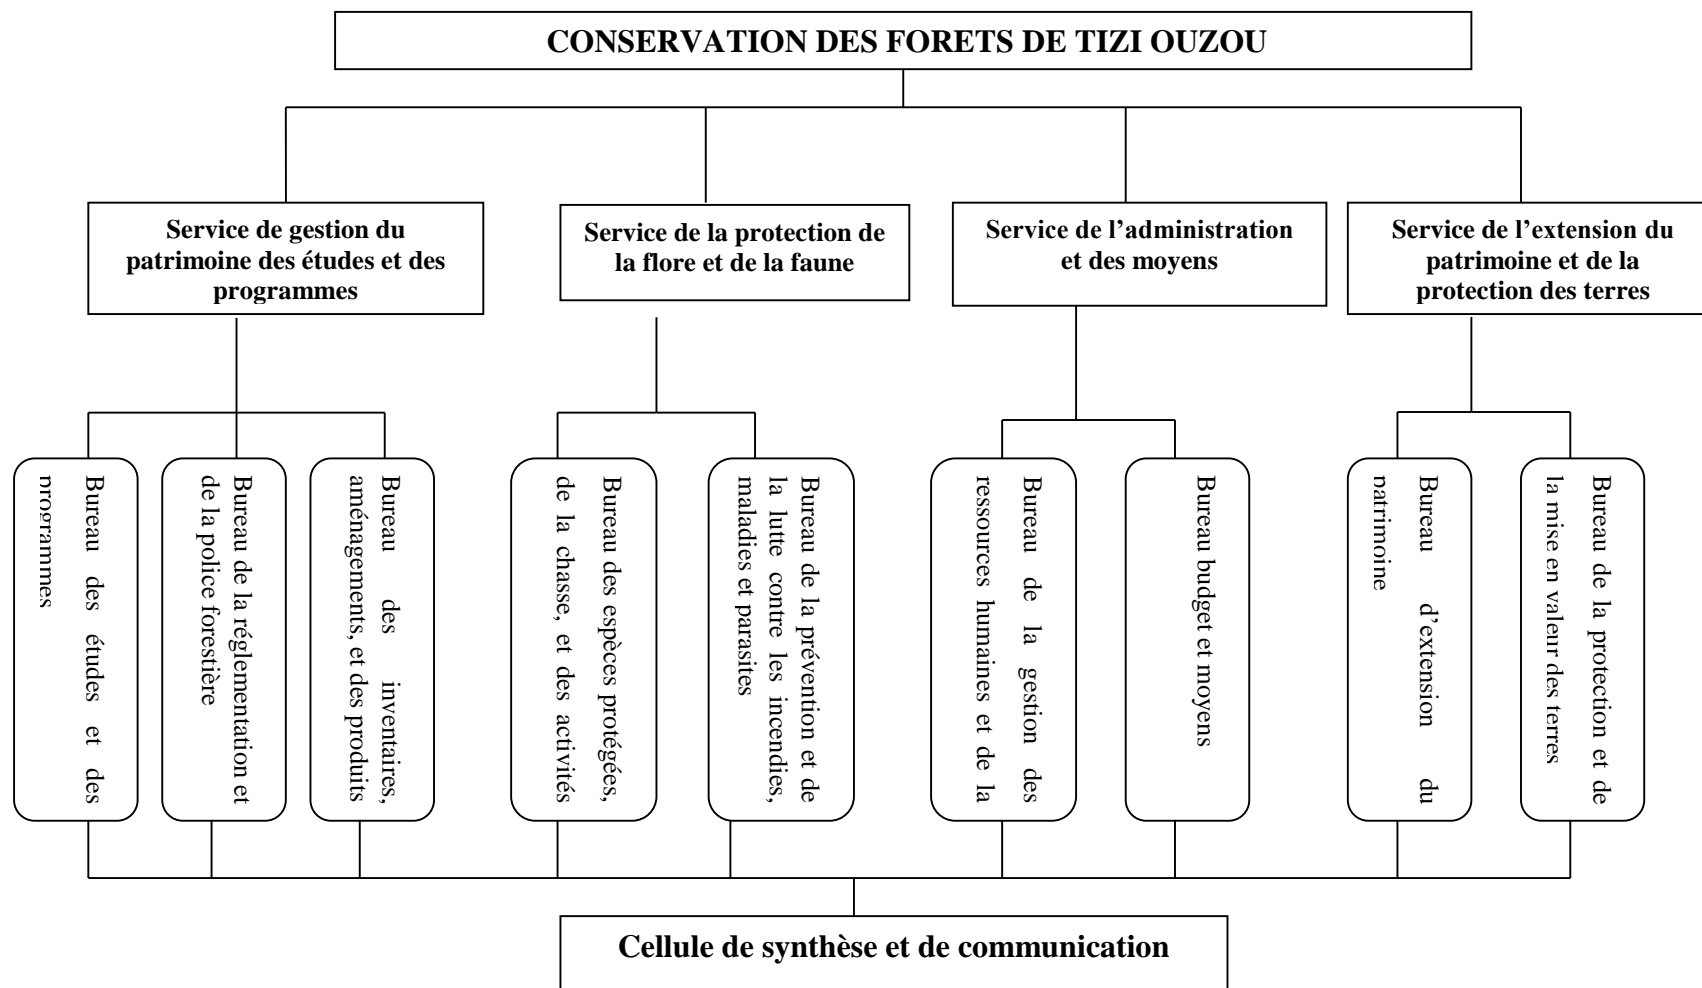 CONSERVATION DES FORETS DE TIZI OUZOU
Service de gestion du
patrimoine des études et des
programmes
Service de la protection de
la flore et de la faune
Service de l’administration
et des moyens
Service de l’extension du
patrimoine et de la
protection des terres
Bureau des études et des
programmes
Bureau de la réglementation et
de la police forestière
Bureau des inventaires,
aménagements, et des produits
Bureau des espèces protégées,
de la chasse, et des activités
Bureau de la prévention et de
la lutte contre les incendies,
maladies et parasites
Bureau de la gestion des
ressources humaines et de la
Bureau budget et moyens
Bureau d’extension du
patrimoine
Bureau de la protection et de
la mise en valeur des terres
Cellule de synthèse et de communication